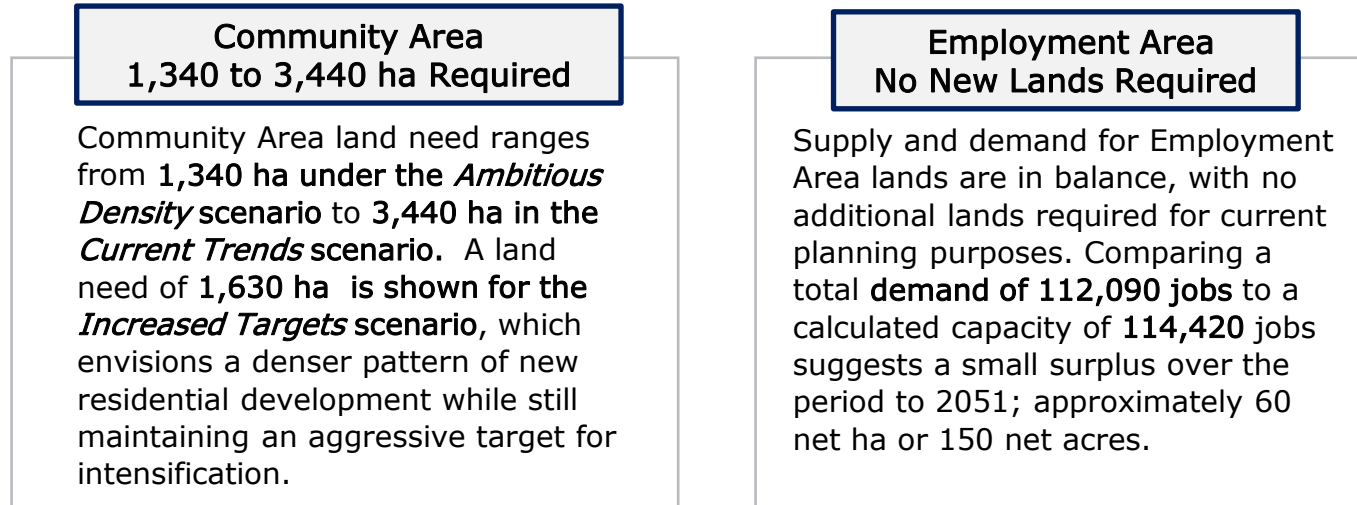 Community Area
1,340 to 3,440 ha Required
Community Area land need ranges
from 1,340 ha under the Ambitious
Density scenario to 3,440 ha in the
Current Trends scenario.  A land
need of 1,630 ha  is shown for the
Increased Targets scenario, which
envisions a denser pattern of new
residential development while still
maintaining an aggressive target for
intensification.
Employment Area
No New Lands Required
Supply and demand for Employment
Area lands are in balance, with no
additional lands required for current
planning purposes. Comparing a
total demand of 112,090 jobs to a
calculated capacity of 114,420 jobs
suggests a small surplus over the
period to 2051; approximately 60
net ha or 150 net acres.